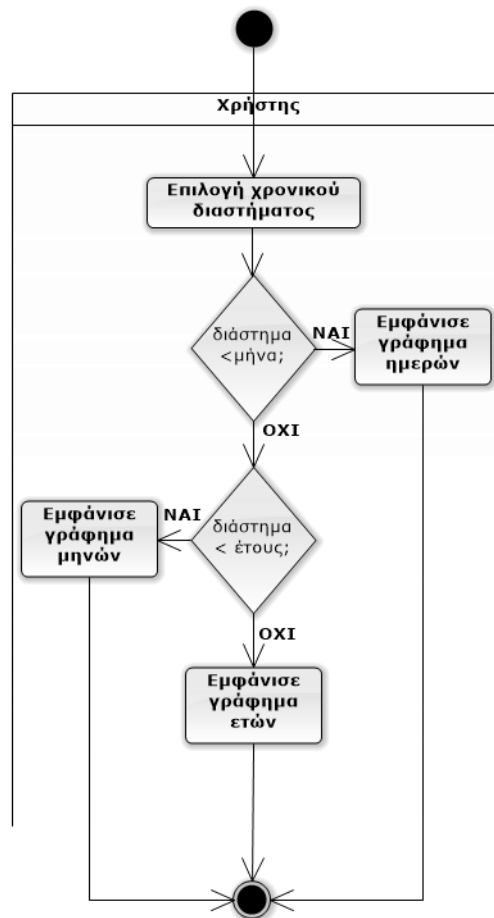 Χρήστης
Επιλογή χρονικού
διαστήματος
διάστημα
<μήνα;
ΝΑΙ
Εμφάνισε
γράφημα
ημερών
ΟΧΙ
διάστημα
< έτους;
ΝΑΙ
Εμφάνισε
γράφημα
μηνών
ΟΧΙ
Εμφάνισε
γράφημα
ετών